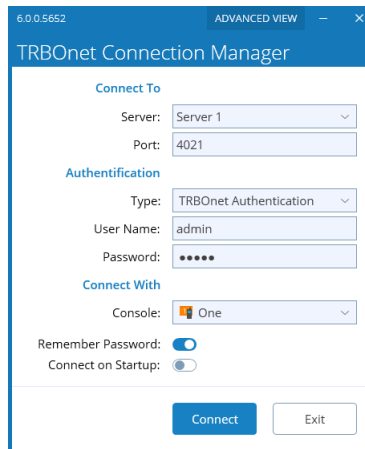 6.0.0.5652 ADVANCED VIEW
TRBOnet Connection Manager
Connect To
Server: Server 1
Port: 4021
Authentification
Type: TRBOnet Authentication
User Name: admin
Password: •••••
Connect With
Console: One
Remember Password:
Connect on Startup:
Connect Exit